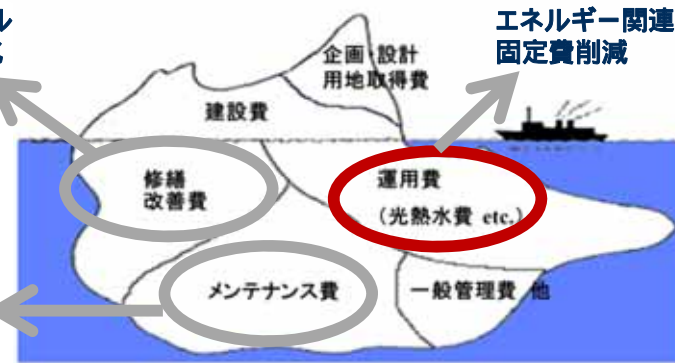 ル
エネルギー関連
固定費削減
企画・設計
用地取得費
建設費
修繕
改善費
運用費
(光熱水費 etc.)
メンテナンス費
一般管理費 他